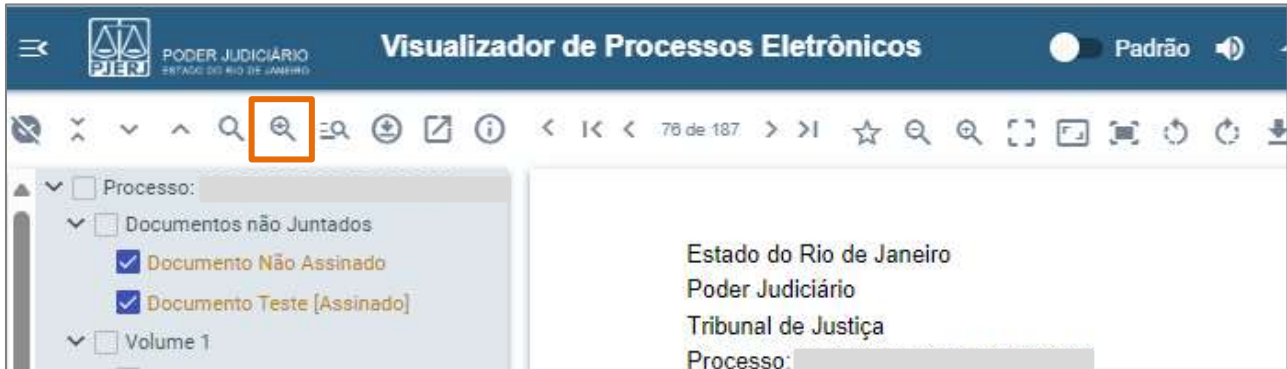 PJERJ
PODER JUDICIÁRIO
ESTADO DO RIO DE JANEIRO
Visualizador de Processos Eletrônicos
Padrão
76 de 187
Processo:
Documentos não Juntados
Documento Não Assinado
Documento Teste [Assinado]
Volume 1
Estado do Rio de Janeiro
Poder Judiciário
Tribunal de Justiça
Processo: